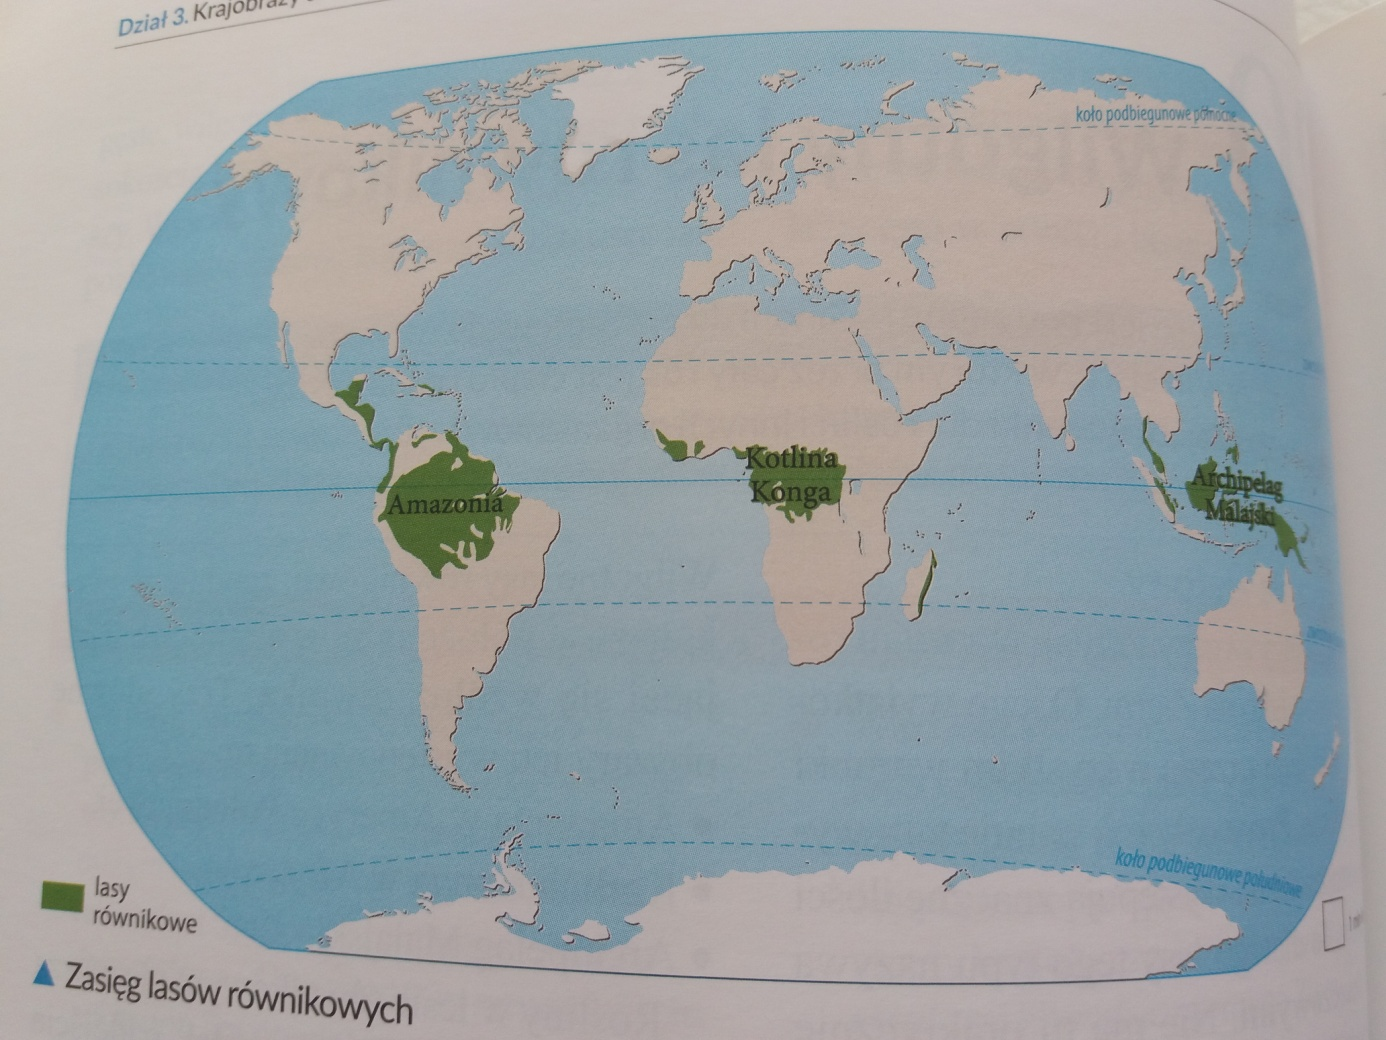 Dział 3. Krajobrazy
koło podbiegunowe północne
Amazonia
Kotlina
Konga
Archipelag
Malajski
koło podbiegunowe południowe
lasy
równikowe
Zasięg lasów równikowych